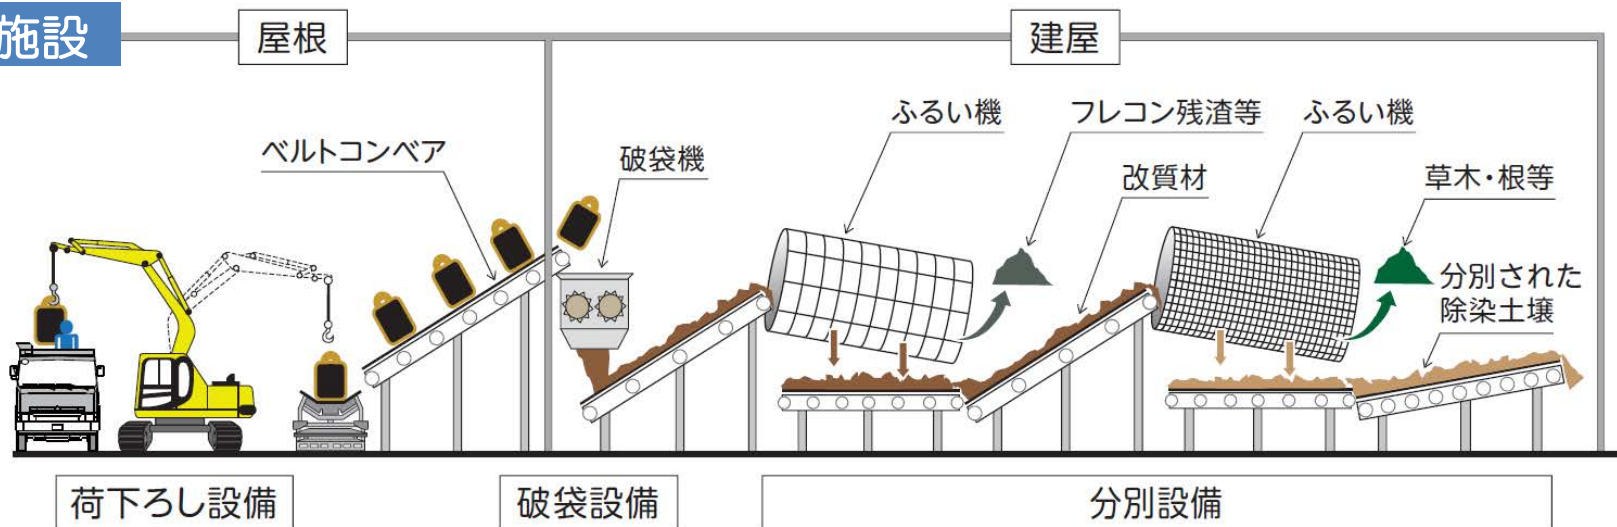 施設
屋根
建屋
ベルトコンベア
破袋機
ふるい機
フレコン残渣等
改質材
ふるい機
草木・根等
分別された
除染土壌
荷下ろし設備
破袋設備
分別設備